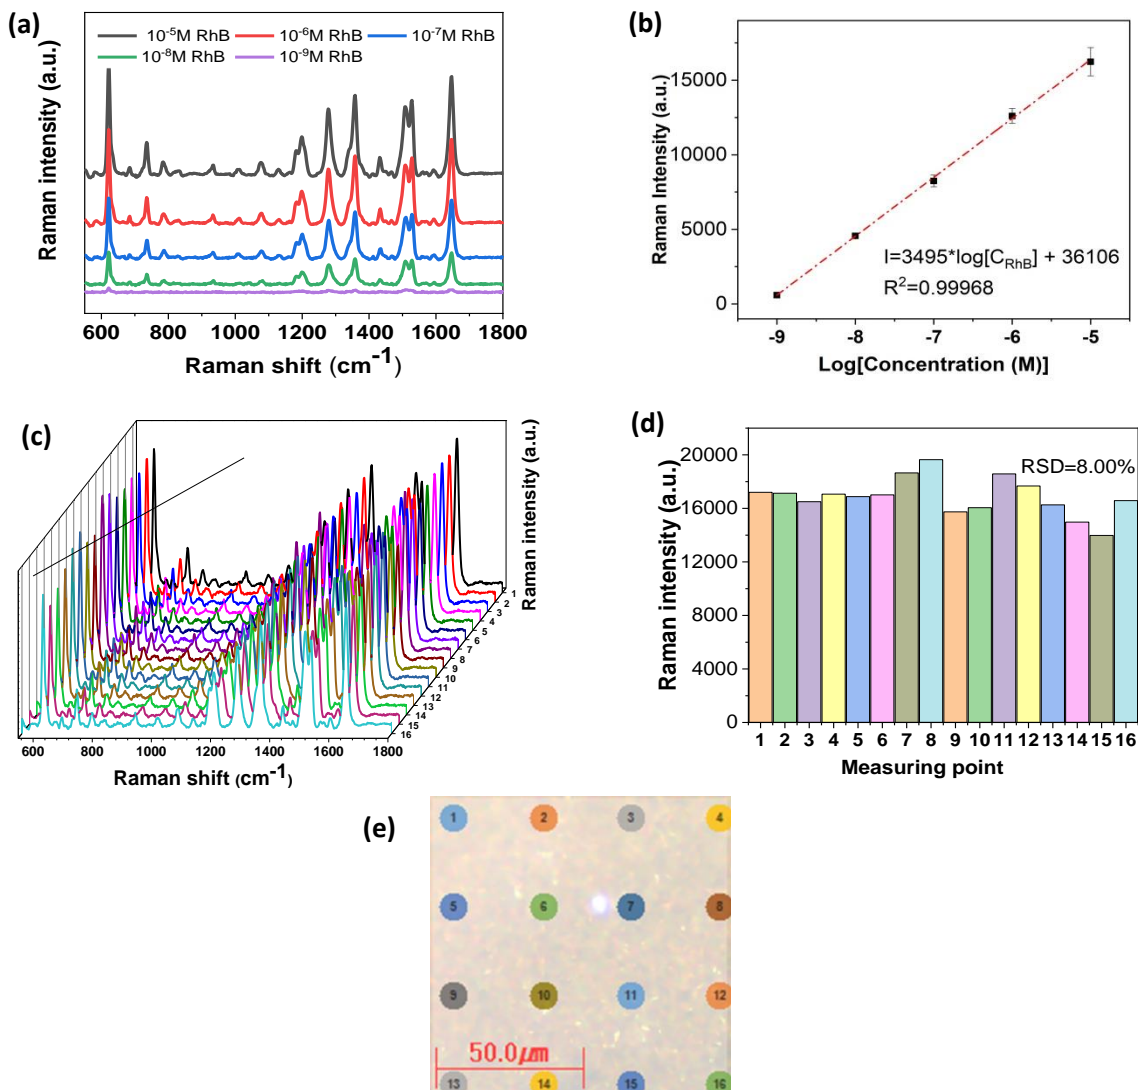 (a)
10⁻⁵M RhB 10⁻⁶M RhB 10⁻⁷M RhB
10⁻⁸M RhB 10⁻⁹M RhB
Raman intensity (a.u.)
600 800 1000 1200 1400 1600 1800
Raman shift (cm⁻¹)
(b)
Raman Intensity (a.u.)
15000
10000
5000
0
I=3495*log[C_RhB] + 36106
R²=0.99968
-9 -8 -7 -6 -5
Log[Concentration (M)]
(c)
Raman intensity (a.u.)
1
2
3
4
5
6
7
8
9
10
11
12
13
14
15
16
600 800 1000 1200 1400 1600 1800
Raman shift (cm⁻¹)
(d)
Raman intensity (a.u.)
20000
16000
12000
8000
4000
0
RSD=8.00%
1 2 3 4 5 6 7 8 9 10 11 12 13 14 15 16
Measuring point
(e)
1 2 3 4
5 6 7 8
9 10 11 12
50.0μm
13 14 15 16